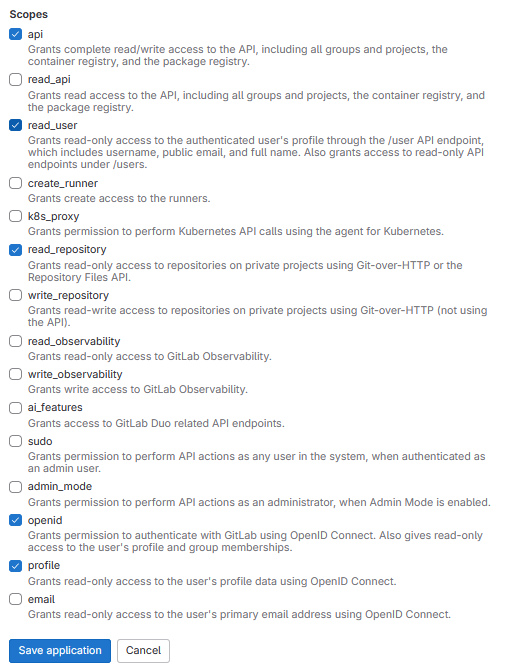 Scopes
api
Grants complete read/write access to the API, including all groups and projects, the
container registry, and the package registry.
read_api
Grants read access to the API, including all groups and projects, the container registry, and
the package registry.
read_user
Grants read-only access to the authenticated user's profile through the /user API endpoint,
which includes username, public email, and full name. Also grants access to read-only API
endpoints under /users.
create_runner
Grants create access to the runners.
k8s_proxy
Grants permission to perform Kubernetes API calls using the agent for Kubernetes.
read_repository
Grants read-only access to repositories on private projects using Git-over-HTTP or the
Repository Files API.
write_repository
Grants read-write access to repositories on private projects using Git-over-HTTP (not using
the API).
read_observability
Grants read-only access to GitLab Observability.
write_observability
Grants write access to GitLab Observability.
ai_features
Grants access to GitLab Duo related API endpoints.
sudo
Grants permission to perform API actions as any user in the system, when authenticated as
an admin user.
admin_mode
Grants permission to perform API actions as an administrator, when Admin Mode is enabled.
openid
Grants permission to authenticate with GitLab using OpenID Connect. Also gives read-only
access to the user's profile and group memberships.
profile
Grants read-only access to the user's profile data using OpenID Connect.
email
Grants read-only access to the user's primary email address using OpenID Connect.
Save application Cancel